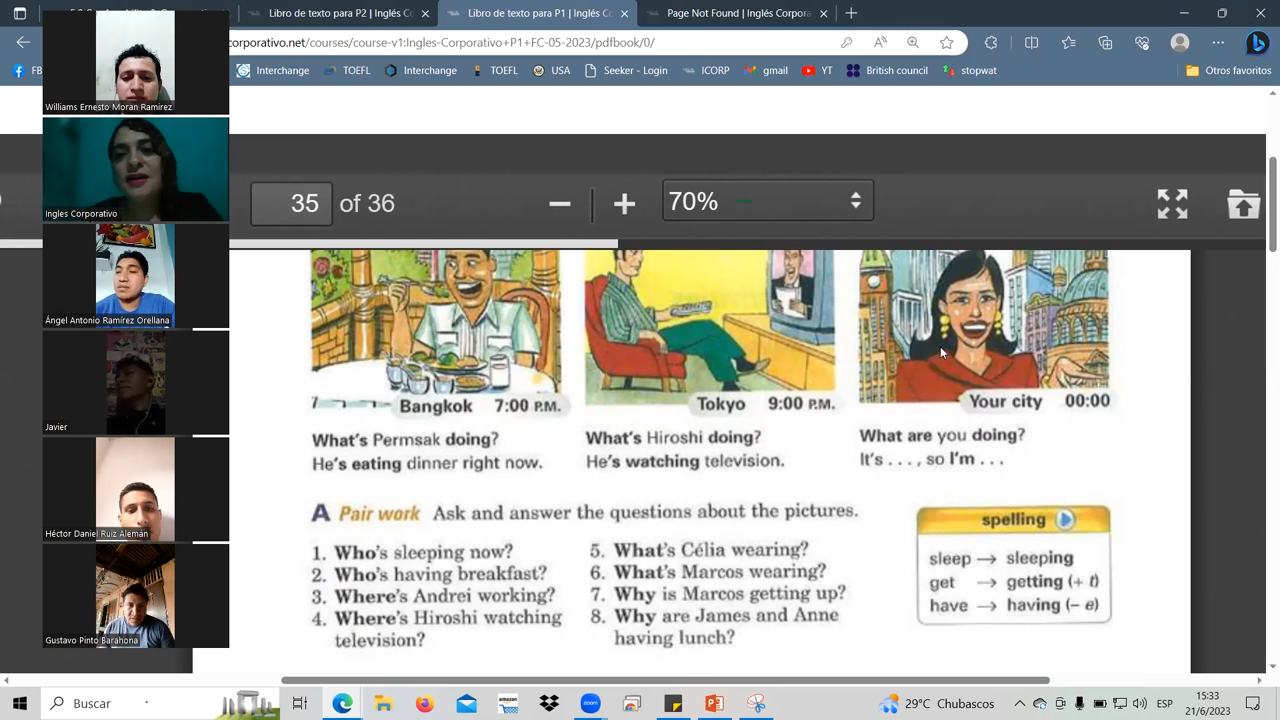 Libro de texto para P2 | Inglés Co
Libro de texto para P1 | Inglés Co
Page Not Found | Ingles Corpora
corporativo.net/courses/course-v1:Ingles-Corporativo+P1+FC-05-2023/pdfbook/0/
FB
Interchange
TOEFL
Interchange
TOEFL
USA
Seeker - Login
ICORP
gmail
YT
British council
stopwat
Otros favoritos
35 of 36
70%
Williams Ernesto Moran Ramirez
Ingles Corporativo
Ángel Antonio Ramírez Orellana
Javier
Héctor Daniel Ruiz Alemán
Gustavo Pinto Barahona
Bangkok 7:00 P.M.
Tokyo 9:00 P.M.
Your city 00:00
What's Permsak doing?
He's eating dinner right now.
What's Hiroshi doing?
He's watching television.
What are you doing?
It's . . . , so I'm . . .
A Pair work Ask and answer the questions about the pictures.
1. Who's sleeping now?
2. Who's having breakfast?
3. Where's Andrei working?
4. Where's Hiroshi watching
television?
5. What's Célia wearing?
6. What's Marcos wearing?
7. Why is Marcos getting up?
8. Why are James and Anne
having lunch?
spelling
sleep → sleeping
get → getting (+ t)
have → having (– e)
Buscar
amazon
29°C Chubascos
ESP
15:33
21/6/2023